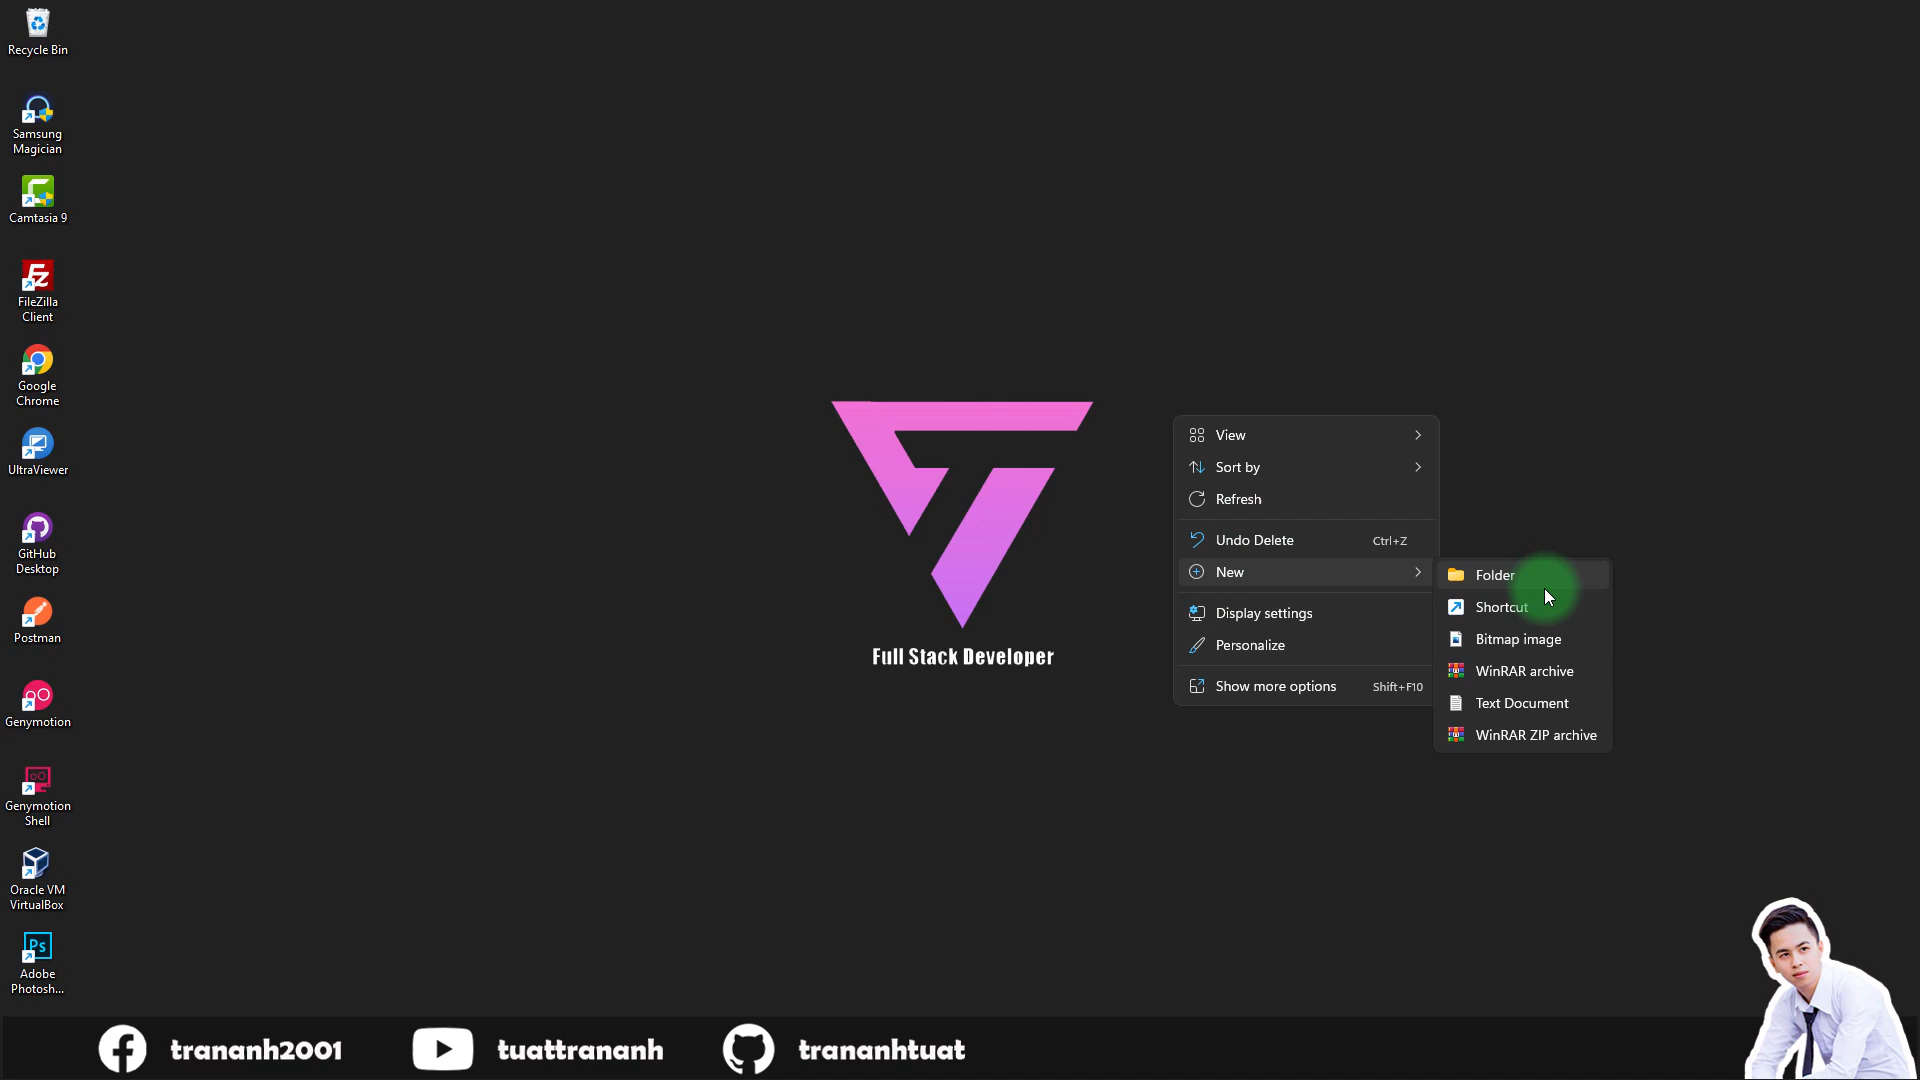 Recycle Bin
Samsung
Magician
Camtasia 9
FileZilla
Client
Google
Chrome
UltraViewer
GitHub
Desktop
Postman
Genymotion
Genymotion
Shell
Oracle VM
VirtualBox
Adobe
Photosh...
Full Stack Developer
View
Sort by
Refresh
Undo Delete Ctrl+Z
New
Display settings
Personalize
Show more options Shift+F10
Folder
Shortcut
Bitmap image
WinRAR archive
Text Document
WinRAR ZIP archive
trananh2001
tuattrananh
trananhtuat